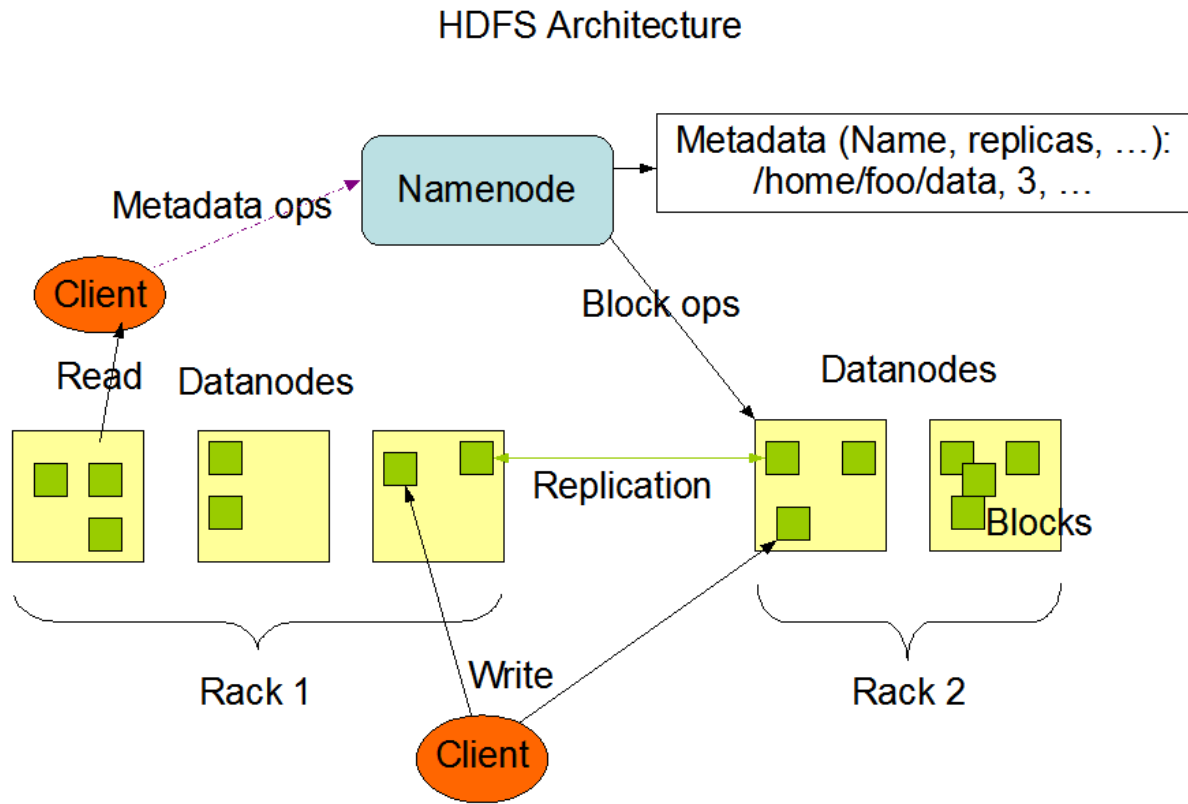 HDFS Architecture
Metadata (Name, replicas, …):
/home/foo/data, 3, …
Namenode
Metadata ops
Client
Block ops
Read
Datanodes
Datanodes
Replication
Blocks
Rack 1
Write
Rack 2
Client